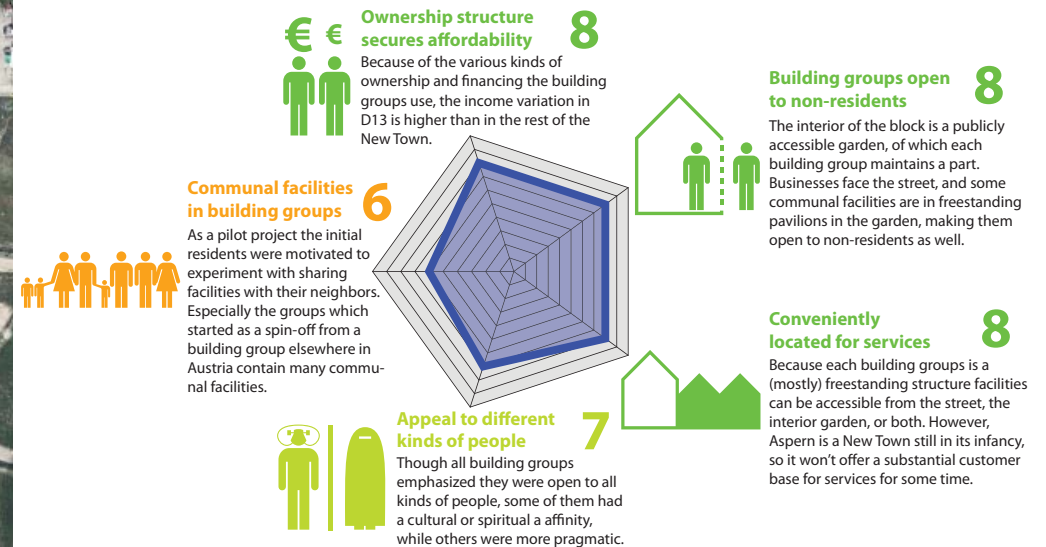 € €
Ownership structure
secures affordability 8
Because of the various kinds of
ownership and financing the building
groups use, the income variation in
D13 is higher than in the rest of the
New Town.
Building groups open
to non-residents 8
The interior of the block is a publicly
accessible garden, of which each
building group maintains a part.
Businesses face the street, and some
communal facilities are in freestanding
pavilions in the garden, making them
open to non-residents as well.
Communal facilities
in building groups 6
As a pilot project the initial
residents were motivated to
experiment with sharing
facilities with their neighbors.
Especially the groups which
started as a spin-off from a
building group elsewhere in
Austria contain many commu-
nal facilities.
Conveniently
located for services 8
Because each building groups is a
(mostly) freestanding structure facilities
can be accessible from the street, the
interior garden, or both. However,
Aspern is a New Town still in its infancy,
so it won't offer a substantial customer
base for services for some time.
Appeal to different
kinds of people 7
Though all building groups
emphasized they were open to all
kinds of people, some of them had
a cultural or spiritual a affinity,
while others were more pragmatic.